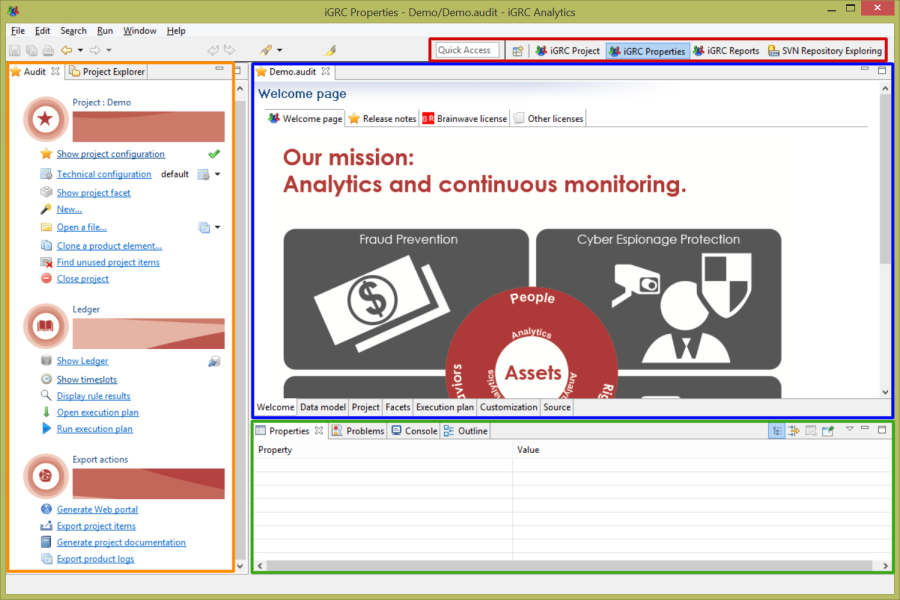 iGRC Properties - Demo/Demo.audit - iGRC Analytics
File Edit Search Run Window Help
Quick Access iGRC Project iGRC Properties iGRC Reports SVN Repository Exploring
Audit Project Explorer
Project : Demo
Show project configuration
Technical configuration default
Show project facet
New...
Open a file...
Clone a product element...
Find unused project items
Close project
Ledger
Show Ledger
Show timeslots
Display rule results
Open execution plan
Run execution plan
Export actions
Generate Web portal
Export project items
Generate project documentation
Export product logs
Demo.audit
Welcome page
Welcome page Release notes BR Brainwave license Other licenses
Our mission:
Analytics and continuous monitoring.
Fraud Prevention
Cyber Espionage Protection
People
Analytics
Assets
Welcome Data model Project Facets Execution plan Customization Source
Properties Problems Console Outline
Property Value